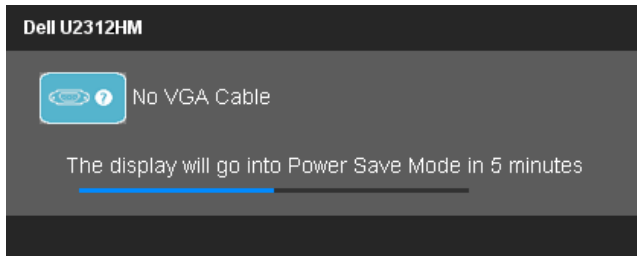 Dell U2312HM
? No VGA Cable
The display will go into Power Save Mode in 5 minutes